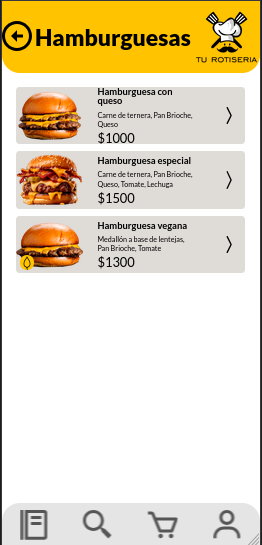 Hamburguesas
TU ROTISERIA
Hamburguesa con
queso
Carne de ternera, Pan Brioche,
Queso
$1000
Hamburguesa especial
Carne de ternera, Pan Brioche,
Queso, Tomate, Lechuga
$1500
Hamburguesa vegana
Medallón a base de lentejas,
Pan Brioche, Tomate
$1300